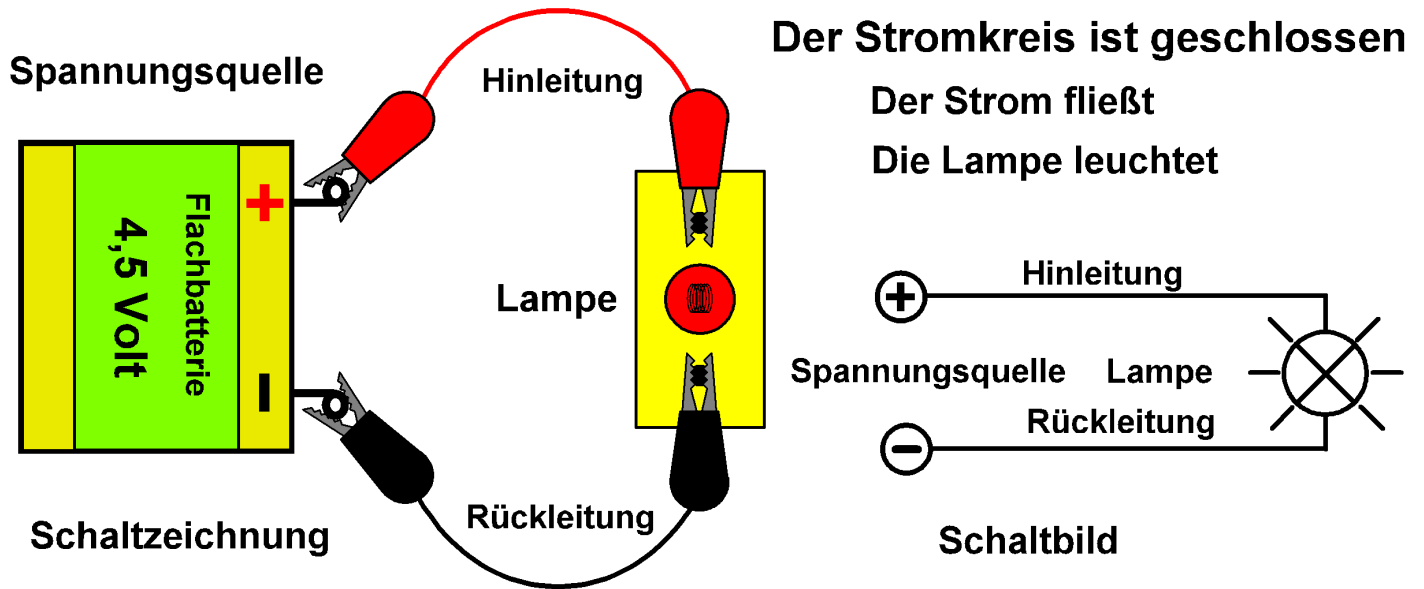 Der Stromkreis ist geschlossen
Der Strom fließt
Die Lampe leuchtet
Spannungsquelle
Hinleitung
+
Flachbatterie
4,5 Volt
-
Lampe
Rückleitung
Schaltzeichnung
+
Hinleitung
Spannungsquelle Lampe
Rückleitung
-
Schaltbild